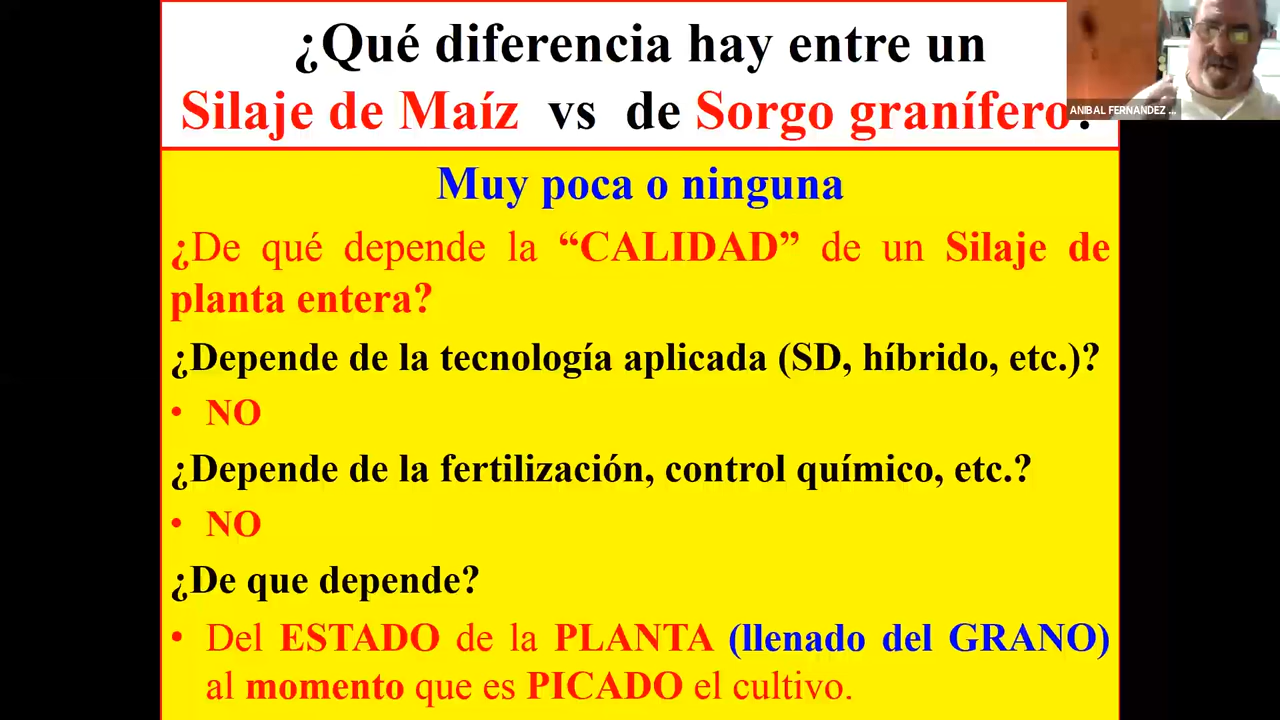 ¿Qué diferencia hay entre un
Silaje de Maíz vs de Sorgo granífero?
ANIBAL FERNANDEZ ...
Muy poca o ninguna
¿De qué depende la “CALIDAD” de un Silaje de
planta entera?
¿Depende de la tecnología aplicada (SD, híbrido, etc.)?
• NO
¿Depende de la fertilización, control químico, etc.?
• NO
¿De que depende?
• Del ESTADO de la PLANTA (llenado del GRANO)
al momento que es PICADO el cultivo.